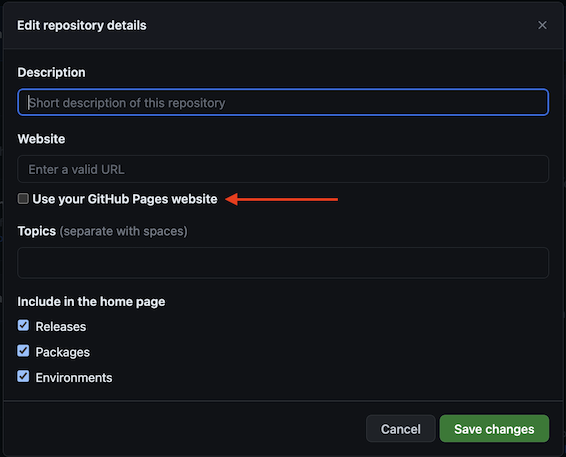 Edit repository details
Description
Short description of this repository
Website
Enter a valid URL
Use your GitHub Pages website
Topics (separate with spaces)
Include in the home page
Releases
Packages
Environments
Cancel Save changes